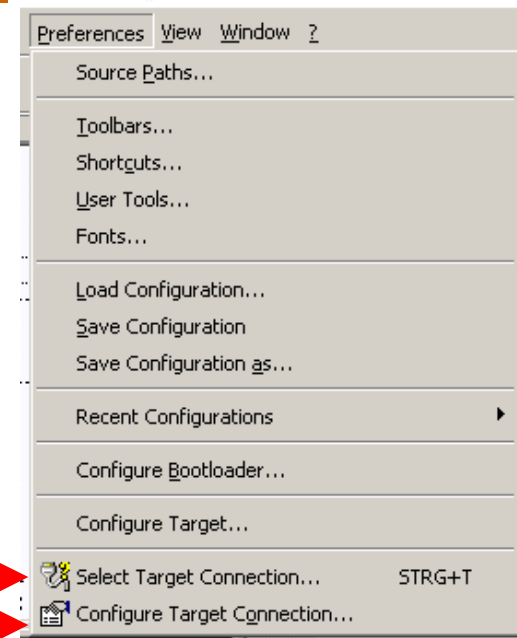 Preferences View Window ?
Source Paths...
Toolbars...
Shortcuts...
User Tools...
Fonts...
Load Configuration...
Save Configuration
Save Configuration as...
Recent Configurations
Configure Bootloader...
Configure Target...
Select Target Connection... STRG+T
Configure Target Connection...